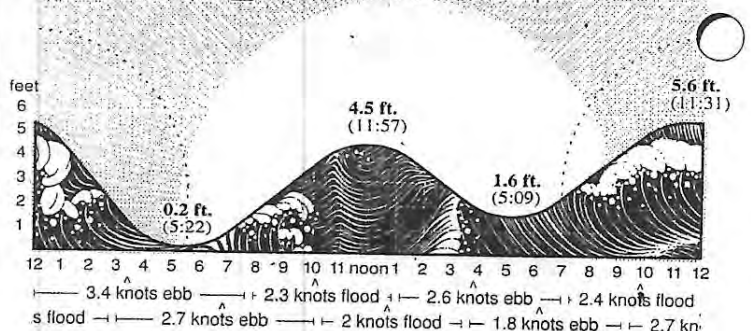 feet
6
5
4
3
2
1
0.2 ft.
(5:22)
4.5 ft.
(11:57)
1.6 ft.
(5:09)
5.6 ft.
(11:31)
12 1 2 3 4 5 6 7 8 9 10 11 noon 1 2 3 4 5 6 7 8 9 10 11 12
3.4 knots ebb 2.3 knots flood 2.6 knots ebb 2.4 knots flood
s flood 2.7 knots ebb 2 knots flood 1.8 knots ebb 2.7 kn